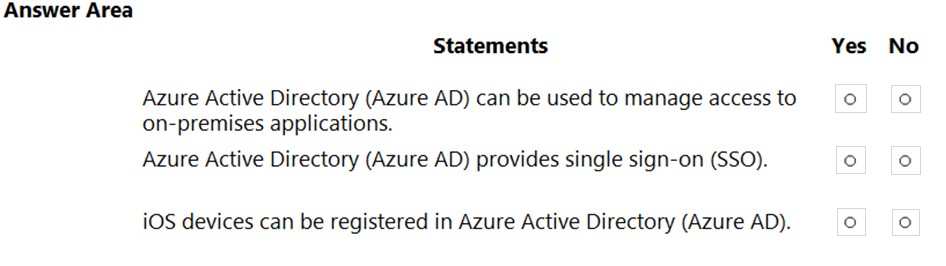 Answer Area
Statements Yes No
Azure Active Directory (Azure AD) can be used to manage access to
on-premises applications.
Azure Active Directory (Azure AD) provides single sign-on (SSO).
iOS devices can be registered in Azure Active Directory (Azure AD).